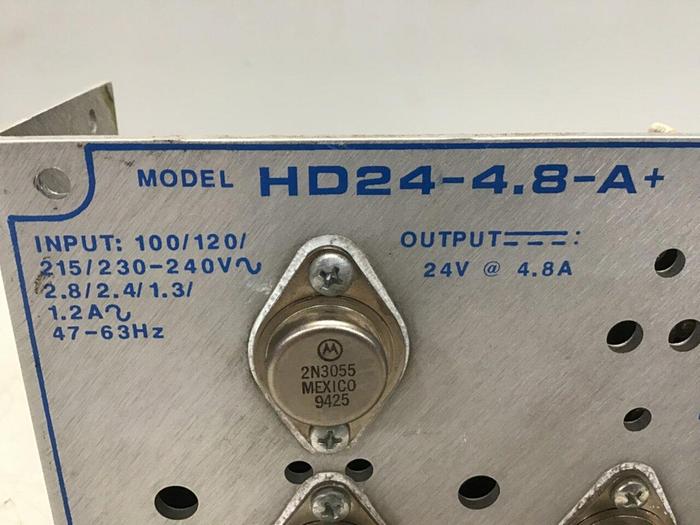 MODEL HD24-4.8-A+
INPUT: 100/120/
215/230-240V∿
2.8/2.4/1.3/
1.2A∿
47-63Hz
OUTPUT⎓:
24V @ 4.8A
M
2N3055
MEXICO
9425